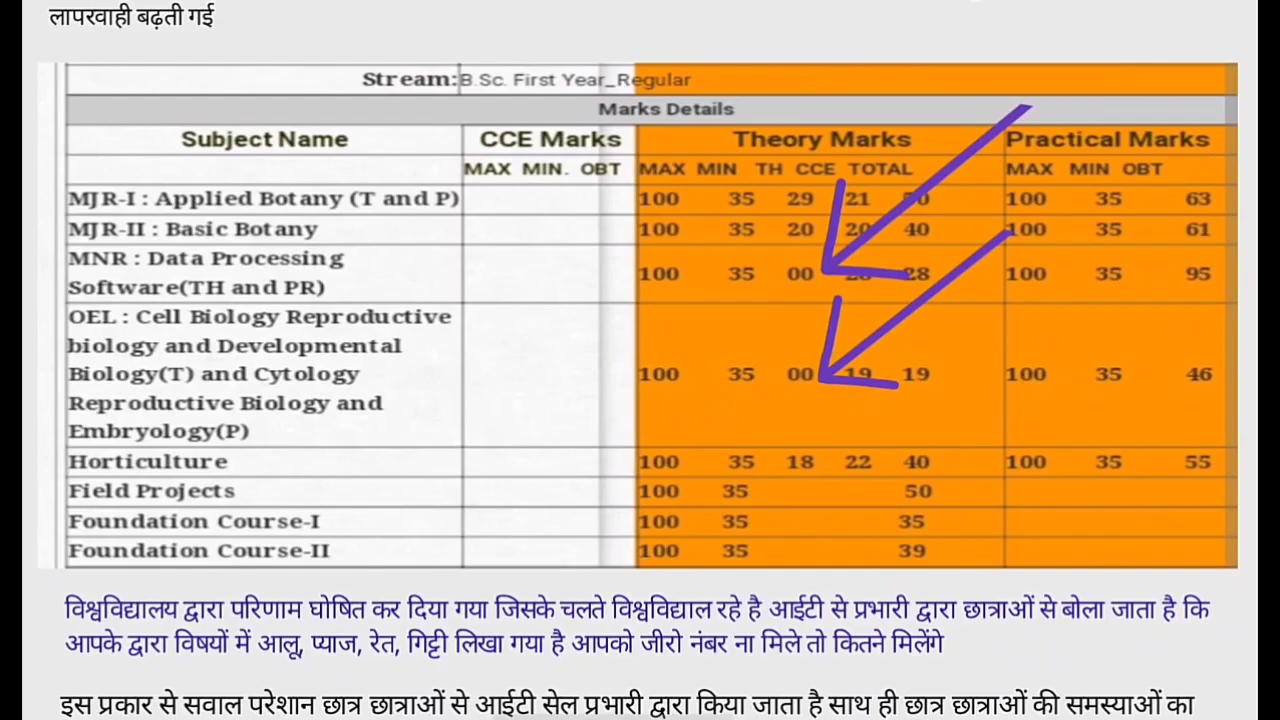 लापरवाही बढ़ती गई
Stream: B.Sc. First Year_Regular
Marks Details
Subject Name CCE Marks Theory Marks Practical Marks
MAX MIN. OBT MAX MIN TH CCE TOTAL MAX MIN OBT
MJR-I : Applied Botany (T and P) 100 35 29 21 100 35 63
MJR-II : Basic Botany 100 35 20 20 40 100 35 61
MNR : Data Processing
Software(TH and PR) 100 35 00 28 28 100 35 95
OEL : Cell Biology Reproductive
biology and Developmental
Biology(T) and Cytology 100 35 00 19 19 100 35 46
Reproductive Biology and
Embryology(P)
Horticulture 100 35 18 22 40 100 35 55
Field Projects 100 35 50
Foundation Course-I 100 35 35
Foundation Course-II 100 35 39
विश्वविद्यालय द्वारा परिणाम घोषित कर दिया गया जिसके चलते विश्वविद्याल रहे है आईटी से प्रभारी द्वारा छात्राओं से बोला जाता है कि
आपके द्वारा विषयों में आलू, प्याज, रेत, गिट्टी लिखा गया है आपको जीरो नंबर ना मिले तो कितने मिलेंगे
इस प्रकार से सवाल परेशान छात्र छात्राओं से आईटी सेल प्रभारी द्वारा किया जाता है साथ ही छात्र छात्राओं की समस्याओं का